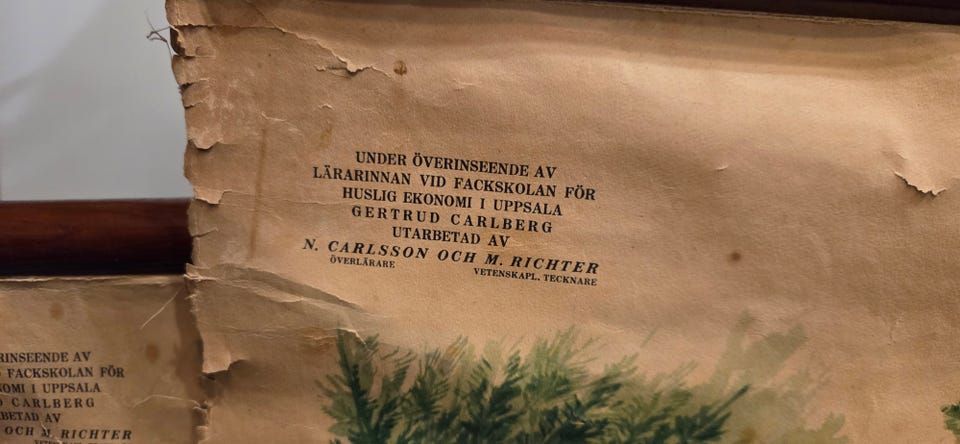 UNDER ÖVERINSEENDE AV
LÄRARINNAN VID FACKSKOLAN FÖR
HUSLIG EKONOMI I UPPSALA
GERTRUD CARLBERG
UTARBETAD AV
N. CARLSSON OCH M. RICHTER
ÖVERLÄRARE VETENSKAPL. TECKNARE
RINSEENDE AV
FACKSKOLAN FÖR
NOMI I UPPSALA
CARLBERG
BETAD AV
OCH M. RICHTER